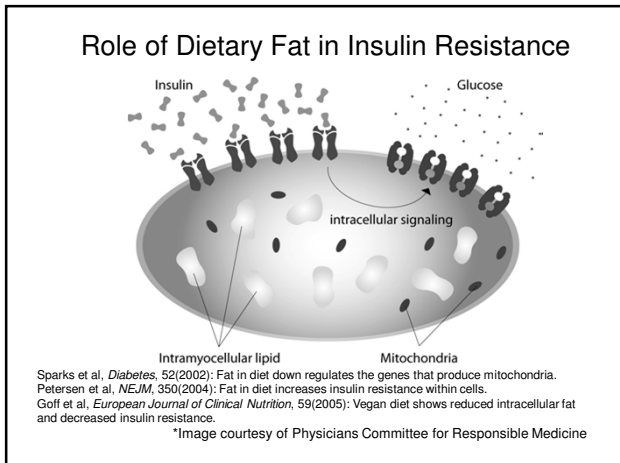 Role of Dietary Fat in Insulin Resistance
Insulin
Glucose
intracellular signaling
Intramyocellular lipid
Mitochondria
Sparks et al, Diabetes, 52(2002): Fat in diet down regulates the genes that produce mitochondria.
Petersen et al, NEJM, 350(2004): Fat in diet increases insulin resistance within cells.
Goff et al, European Journal of Clinical Nutrition, 59(2005): Vegan diet shows reduced intracellular fat
and decreased insulin resistance.
*Image courtesy of Physicians Committee for Responsible Medicine